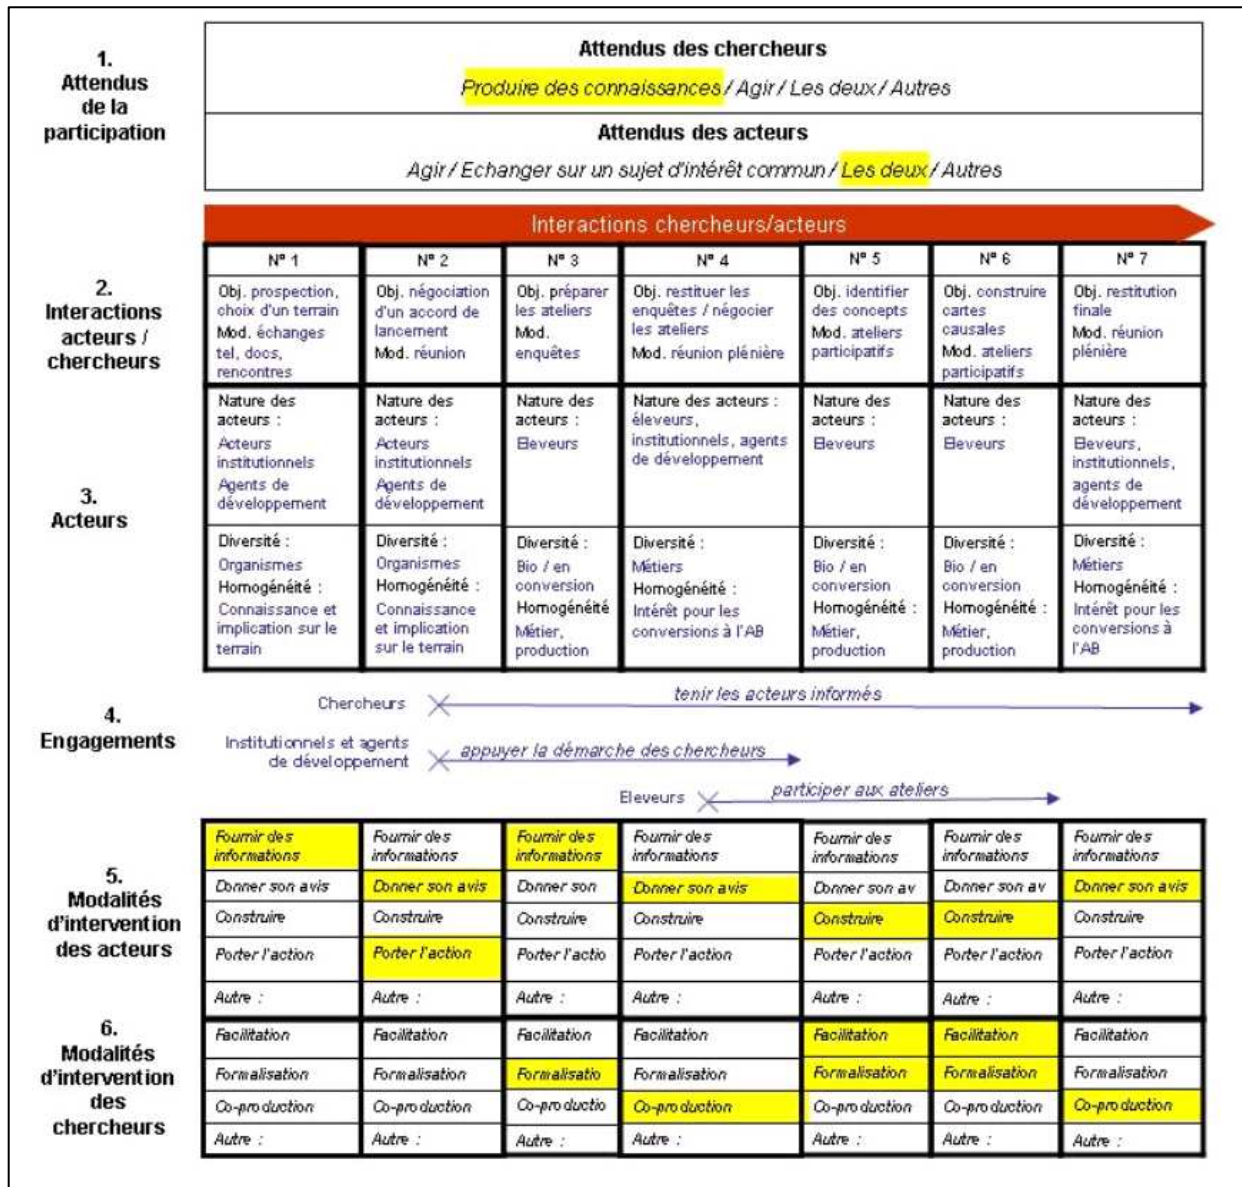 1.
Attendus
de la
participation
Attendus des chercheurs
Produire des connaissances / Agir / Les deux / Autres
Attendus des acteurs
Agir / Echanger sur un sujet d'intérêt commun / Les deux / Autres
Interactions chercheurs/acteurs
2.
Interactions
acteurs /
chercheurs
N° 1
Obj. prospection,
choix d'un terrain
Mod. échanges
tel, docs,
rencontres
N° 2
Obj. négociation
d'un accord de
lancement
Mod. réunion
N° 3
Obj. préparer
les ateliers
Mod.
enquêtes
N° 4
Obj. restituer les
enquêtes / négocier
les ateliers
Mod. réunion plénière
N° 5
Obj. identifier
des concepts
Mod. ateliers
participatifs
N° 6
Obj. construire
cartes
causales
Mod. ateliers
participatifs
N° 7
Obj. restitution
finale
Mod. réunion
plénière
3.
Acteurs
Nature des
acteurs :
Acteurs
institutionnels
Agents de
développement
Nature des
acteurs :
Acteurs
institutionnels
Agents de
développement
Nature des
acteurs :
Eleveurs
Nature des acteurs :
éleveurs,
institutionnels, agents
de développement
Nature des
acteurs :
Eleveurs
Nature des
acteurs :
Eleveurs
Nature des
acteurs :
Eleveurs,
institutionnels,
agents de
développement
Diversité :
Organismes
Homogénéité :
Connaissance et
implication sur le
terrain
Diversité :
Organismes
Homogénéité :
Connaissance
et implication
sur le terrain
Diversité :
Bio / en
conversion
Homogénéité
Métier,
production
Diversité :
Métiers
Homogénéité :
Intérêt pour les
conversions à l'AB
Diversité :
Bio / en
conversion
Homogénéité :
Métier,
production
Diversité :
Bio / en
conversion
Homogénéité :
Métier,
production
Diversité :
Métiers
Homogénéité :
Intérêt pour les
conversions à
l'AB
4.
Engagements
Chercheurs
tenir les acteurs informés
Institutionnels et agents
de développement
appuyer la démarche des chercheurs
Eleveurs
participer aux ateliers
5.
Modalités
d'intervention
des acteurs
Fournir des
informations
Donner son avis
Construire
Porter l'action
Autre :
Fournir des
informations
Donner son avis
Construire
Porter l'action
Autre :
Fournir des
informations
Donner son
Construire
Porter l'actio
Autre :
Fournir des
informations
Donner son avis
Construire
Porter l'action
Autre :
Fournir des
informations
Donner son av
Construire
Porter l'action
Autre :
Fournir des
informations
Donner son av
Construire
Porter l'action
Autre :
Fournir des
informations
Donner son avis
Construire
Porter l'action
Autre :
6.
Modalités
d'intervention
des
chercheurs
Facilitation
Formalisation
Co-production
Autre :
Facilitation
Formalisation
Co-production
Autre :
Facilitation
Formalisatio
Co-productio
Autre :
Facilitation
Formalisation
Co-production
Autre :
Facilitation
Formalisation
Co-production
Autre :
Facilitation
Formalisation
Co-production
Autre :
Facilitation
Formalisation
Co-production
Autre :